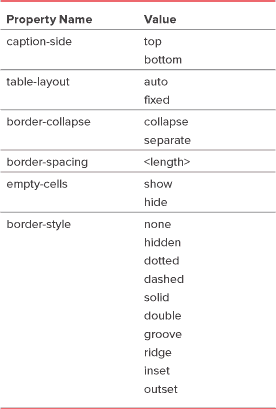 Property Name Value
caption-side top
bottom
table-layout auto
fixed
border-collapse collapse
separate
border-spacing <length>
empty-cells show
hide
border-style none
hidden
dotted
dashed
solid
double
groove
ridge
inset
outset